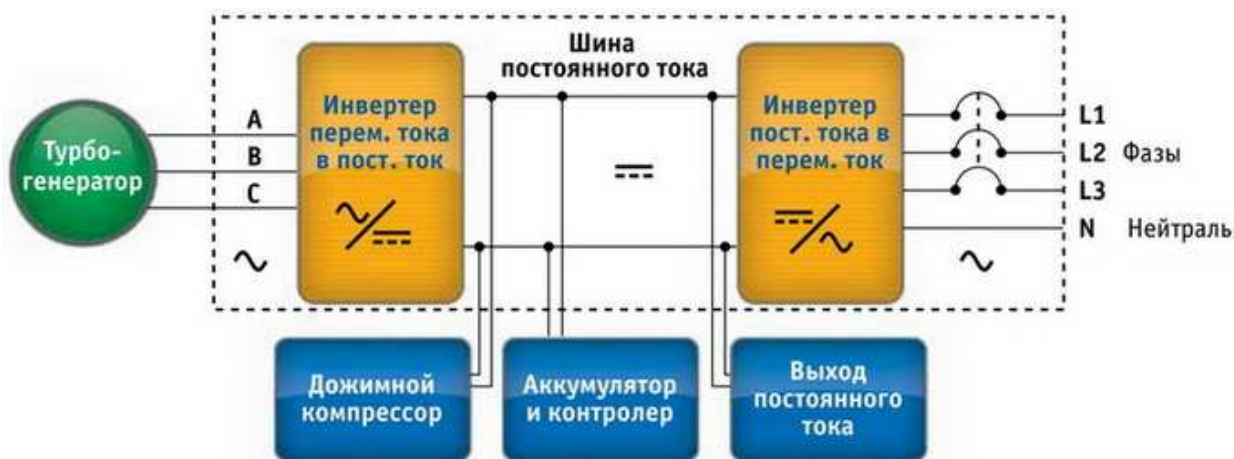 Шина
постоянного тока
Турбо-
генератор
A
B
C
Инвертер
перем. тока
в пост. ток
Инвертер
пост. тока в
перем. ток
L1
L2 Фазы
L3
N Нейтраль
Дожимной
компрессор
Аккумулятор
и контролер
Выход
постоянного
тока